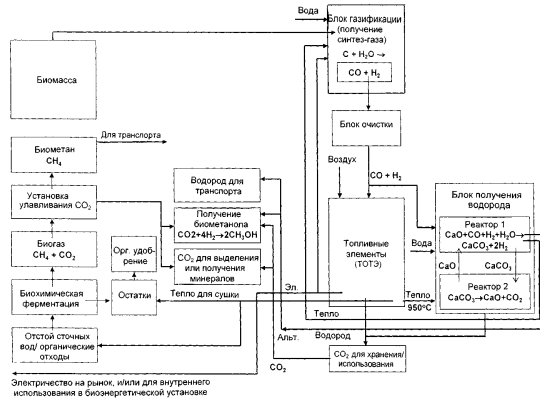 Вода
Блок газификации
(получение
синтез-газа)
C + H₂O →
CO + H₂
Биомасса
Блок очистки
Для транспорта
Биометан
CH₄
Воздух
CO + H₂
Водород для
транспорта
Блок получения
водорода
Установка
улавливания CO₂
Получение
биометанола
CO2+4H₂→2CH₃OH
Реактор 1
CaO+CO+H₂+H₂O→
CaCO₃+2H₂
Топливные
элементы
(ТОТЭ)
Вода
Биогаз
CH₄ + CO₂
Орг. удоб-
рение
CO₂ для выделения
или получения
минералов
CaO
CaCO₃
Эл.
Реактор 2
CaCO₃→CaO+CO₂
Биохимическая
ферментация
Остатки
Тепло для сушки
Тепло
950°C
Тепло
Отстой сточных
вод/ органические
отходы
Альт.
Водород
CO₂
CO₂ для хранения/
использования
Электричество на рынок, и/или для внутреннего
использования в биоэнергетической установке